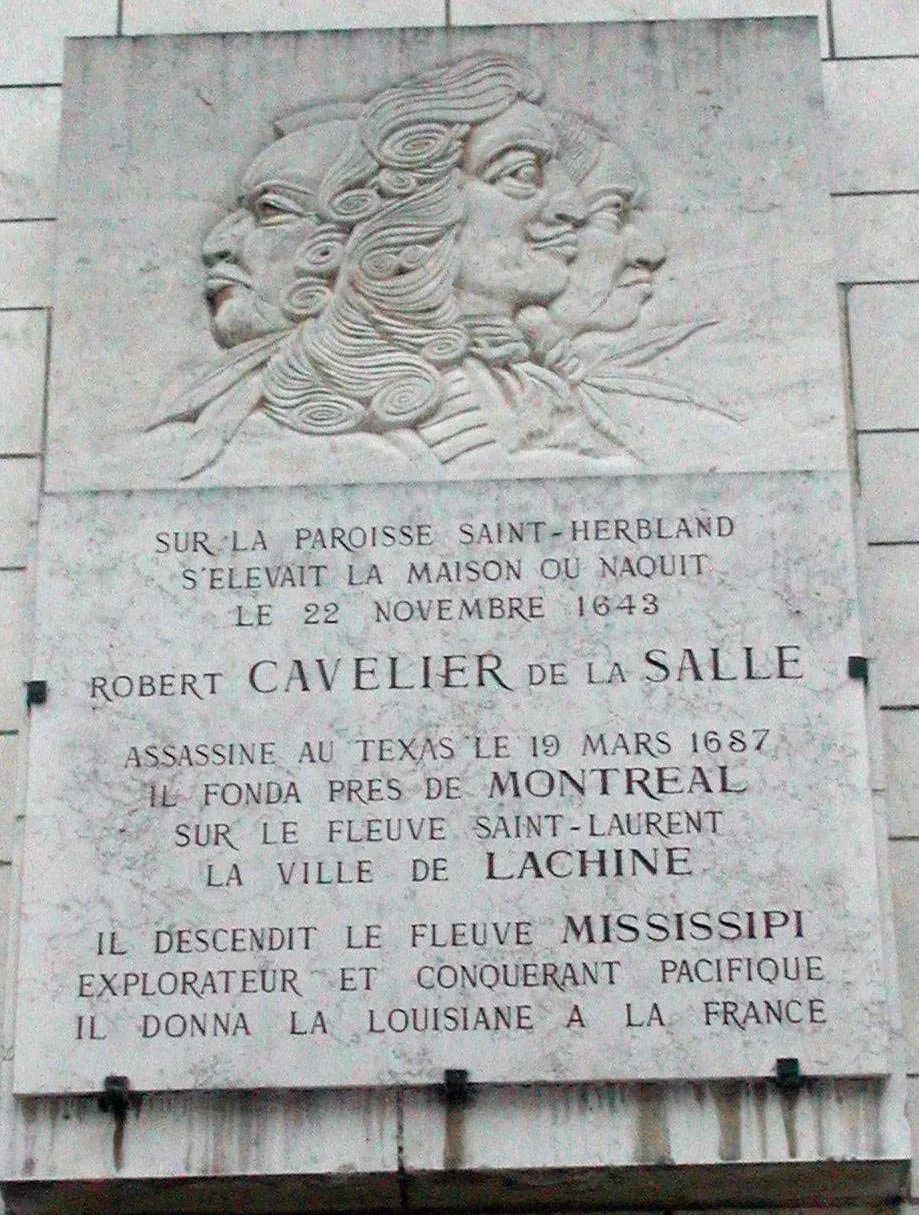 SUR LA PAROISSE SAINT-HERBLAND
S'ELEVAIT LA MAISON OU NAQUIT
LE 22 NOVEMBRE 1643
ROBERT CAVELIER DE LA SALLE
ASSASSINE AU TEXAS LE 19 MARS 1687
IL FONDA PRES DE MONTREAL
SUR LE FLEUVE SAINT-LAURENT
LA VILLE DE LACHINE
IL DESCENDIT LE FLEUVE MISSISSIPI
EXPLORATEUR ET CONQUERANT PACIFIQUE
IL DONNA LA LOUISIANE A LA FRANCE